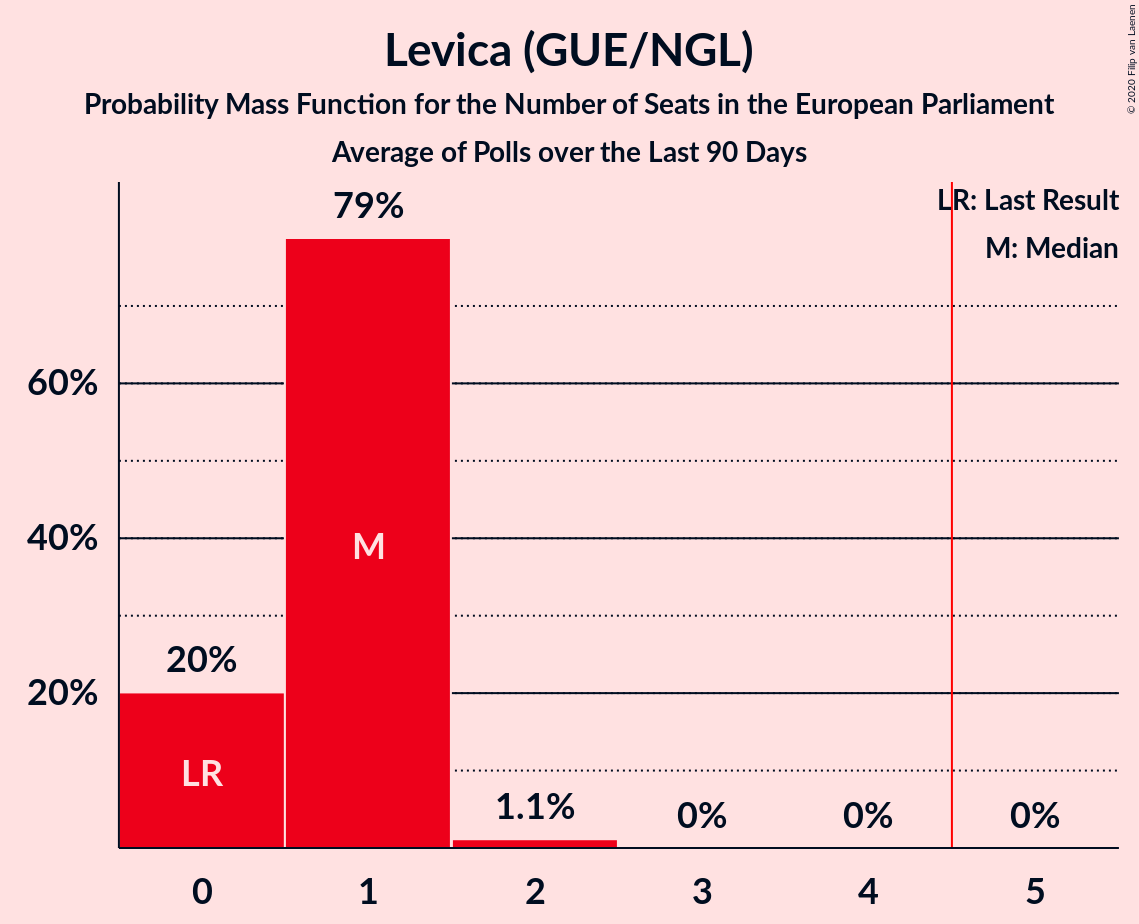 Levica (GUE/NGL)
Probability Mass Function for the Number of Seats in the European Parliament
Average of Polls over the Last 90 Days
© 2020 Filip van Laenen
LR: Last Result
M: Median
79%
60%
40%
20%
20%
M
LR
1.1%
0%
0%
0%
0
1
2
3
4
5